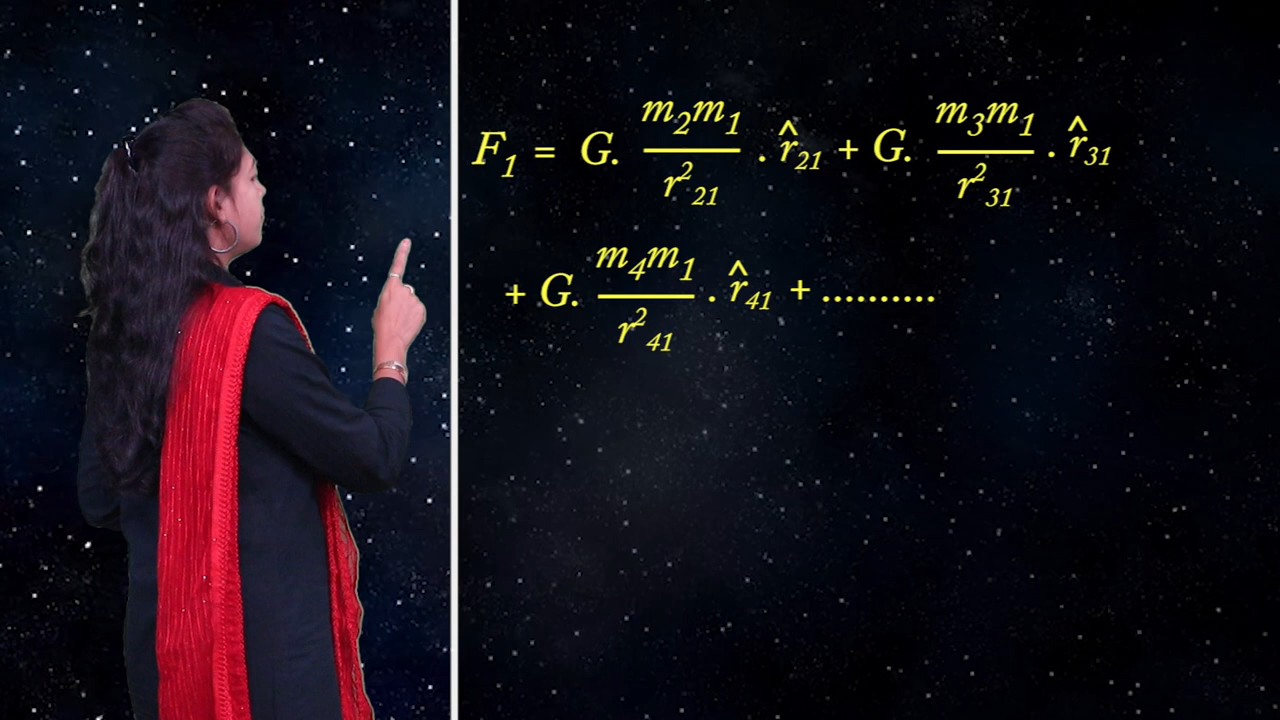 F₁ = G. m₂m₁/r²₂₁ . r̂₂₁ + G. m₃m₁/r²₃₁ . r̂₃₁
+ G. m₄m₁/r²₄₁ . r̂₄₁ + ..........